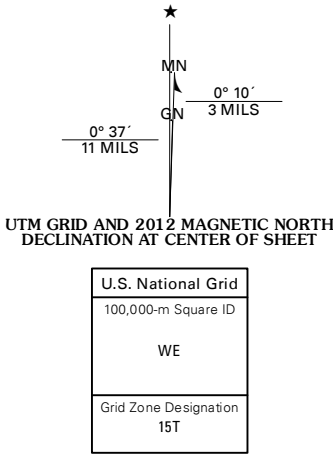 ★
MN
0° 10´
3 MILS
GN
0° 37´
11 MILS
UTM GRID AND 2012 MAGNETIC NORTH
DECLINATION AT CENTER OF SHEET
U.S. National Grid
100,000-m Square ID
WE
Grid Zone Designation
15T